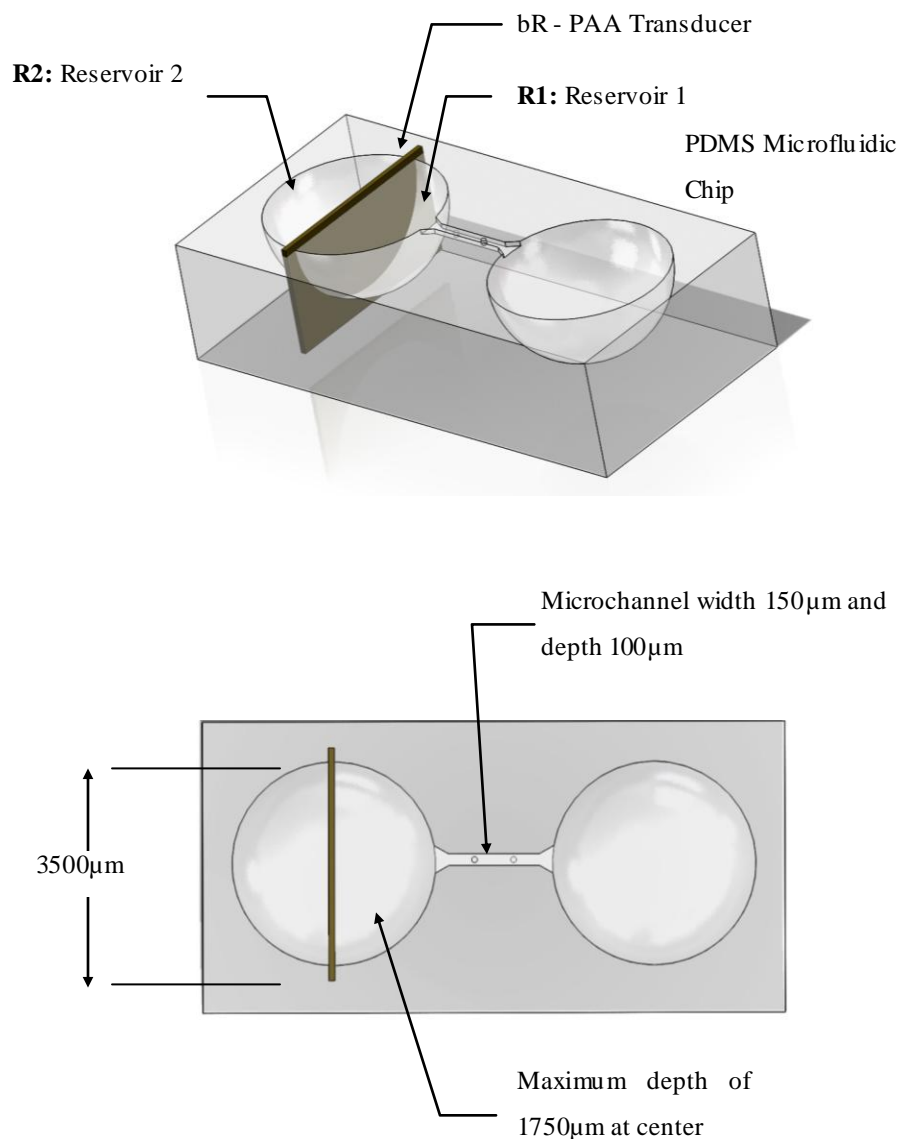 bR - PAA Transducer
R2: Reservoir 2
R1: Reservoir 1
PDMS Microfluidic
Chip
Microchannel width 150µm and
depth 100µm
3500µm
Maximum depth of
1750µm at center